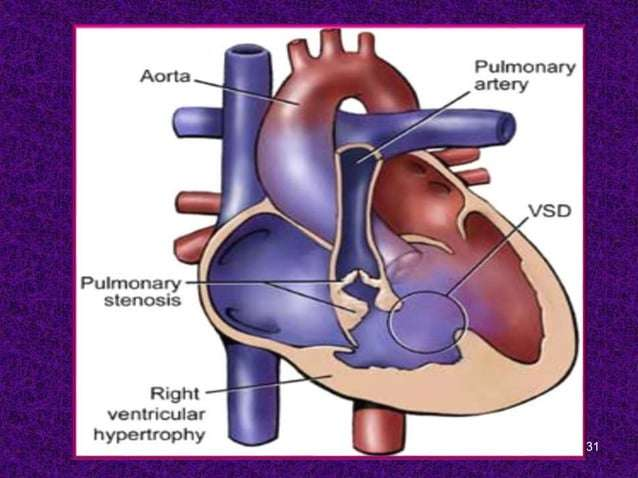 Aorta
Pulmonary
artery
VSD
Pulmonary
stenosis
Right
ventricular
hypertrophy
31